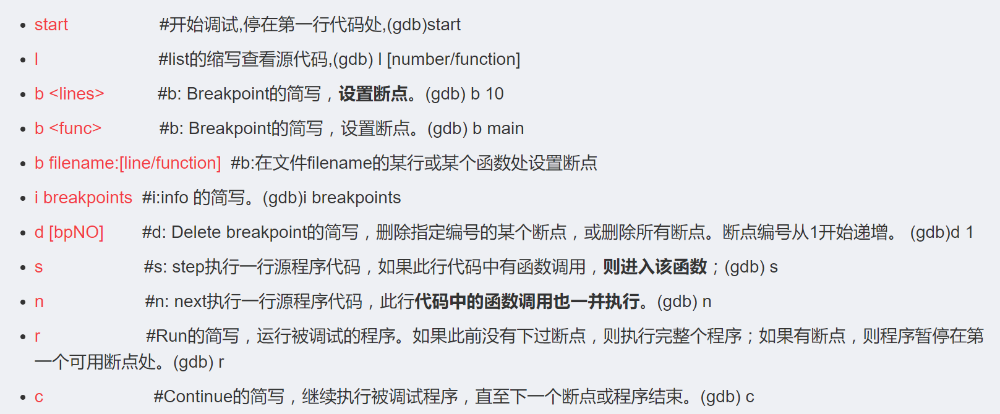 start #开始调试,停在第一行代码处,(gdb)start
l #list的缩写查看源代码,(gdb) l [number/function]
b <lines> #b: Breakpoint的简写，设置断点。(gdb) b 10
b <func> #b: Breakpoint的简写，设置断点。(gdb) b main
b filename:[line/function] #b:在文件filename的某行或某个函数处设置断点
i breakpoints #i:info 的简写。(gdb)i breakpoints
d [bpNO] #d: Delete breakpoint的简写，删除指定编号的某个断点，或删除所有断点。断点编号从1开始递增。 (gdb)d 1
s #s: step执行一行源程序代码，如果此行代码中有函数调用，则进入该函数；(gdb) s
n #n: next执行一行源程序代码，此行代码中的函数调用也一并执行。(gdb) n
r #Run的简写，运行被调试的程序。如果此前没有下过断点，则执行完整个程序；如果有断点，则程序暂停在第
一个可用断点处。(gdb) r
c #Continue的简写，继续执行被调试程序，直至下一个断点或程序结束。(gdb) c